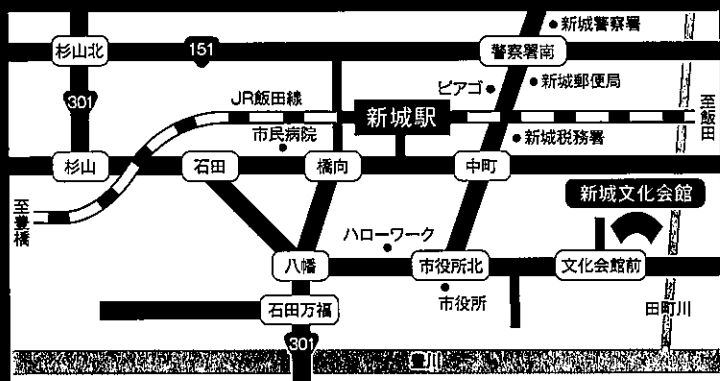 新城警察署
杉山北
151
警察署南
ピアゴ
新城郵便局
301
JR飯田線
新城駅
至飯田
市民病院
新城税務署
杉山
石田
橋向
中町
新城文化会館
至豊橋
ハローワーク
八幡
市役所北
文化会館前
市役所
石田万福
田町川
301
豊川